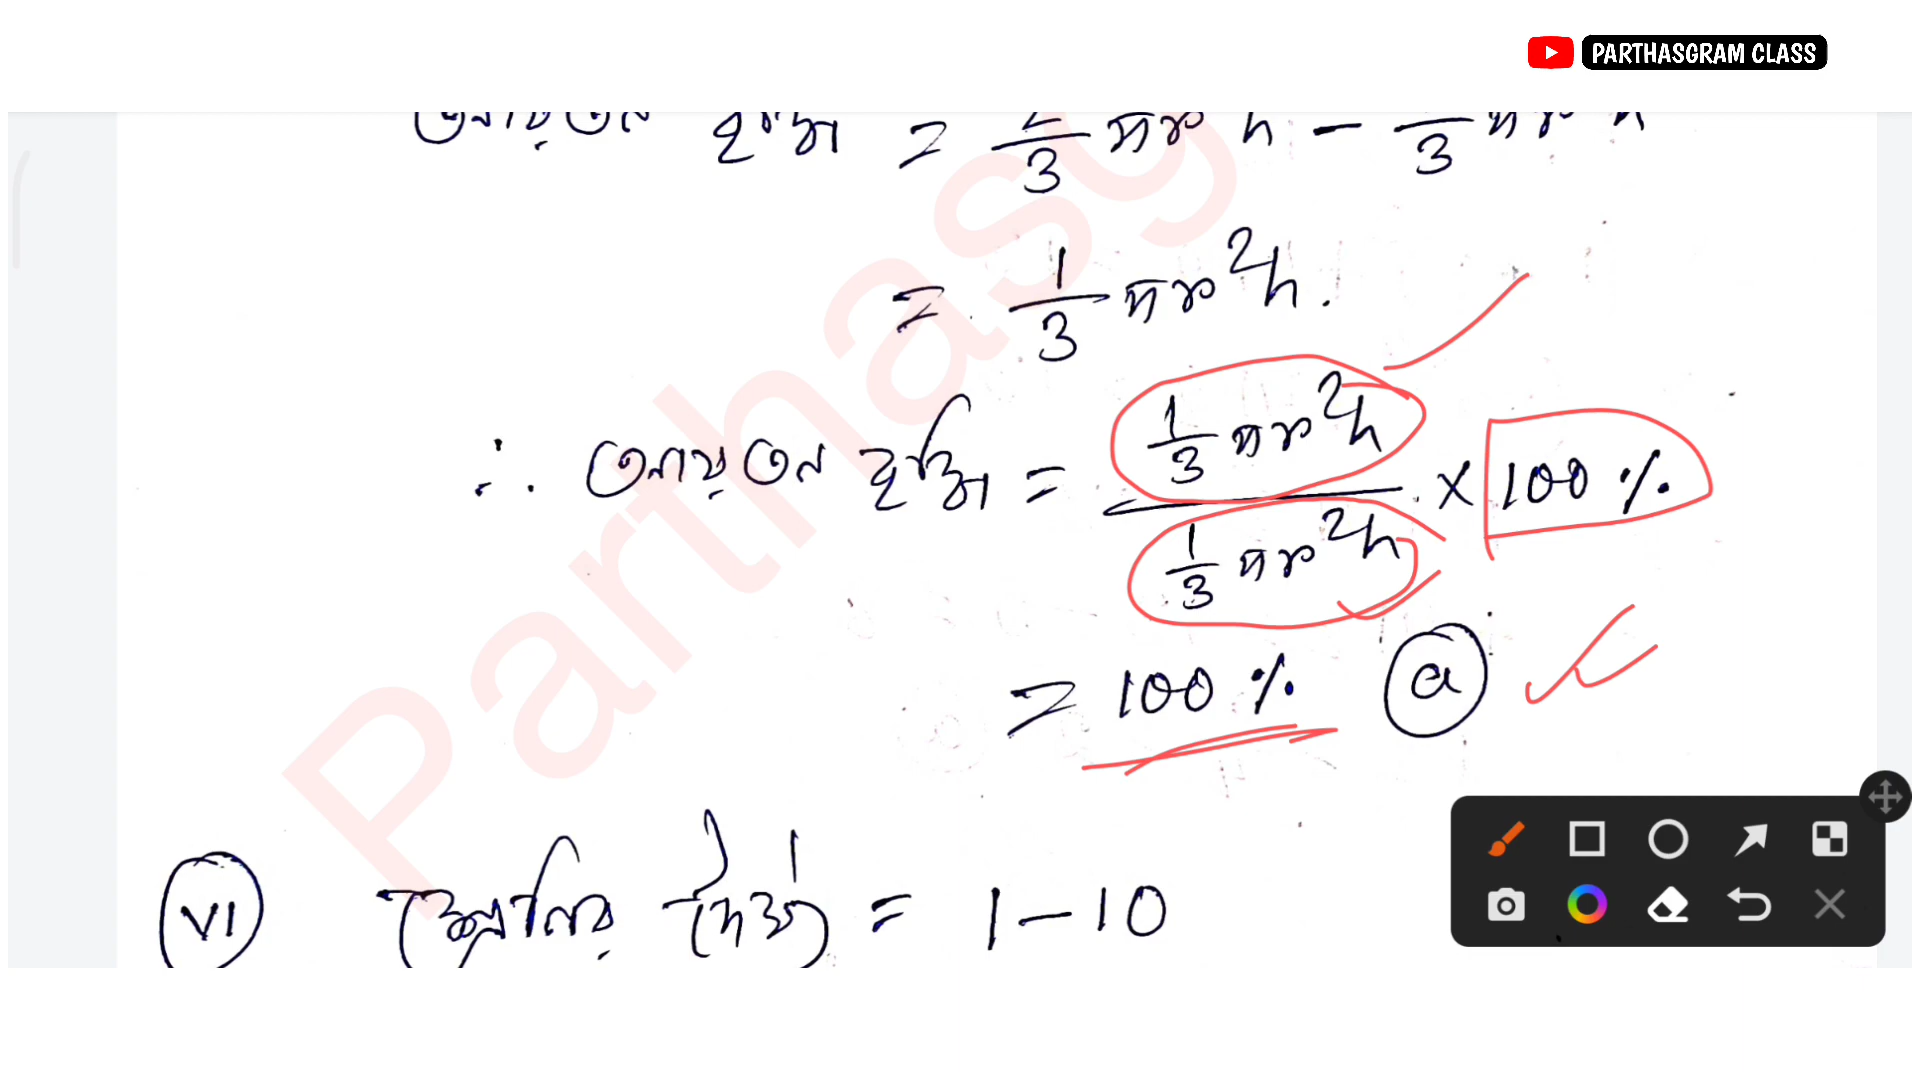 PARTHASGRAM CLASS
আয়তন বৃদ্ধি = 2/3 πr²h - 1/3 πr²h
= 1/3 πr²h.
∴ আয়তন বৃদ্ধি = (1/3 πr²h)/(1/3 πr²h) × 100 %
= 100 % ⓐ
(vi) শ্রেণির দৈর্ঘ্য = 1-10
Parthasg